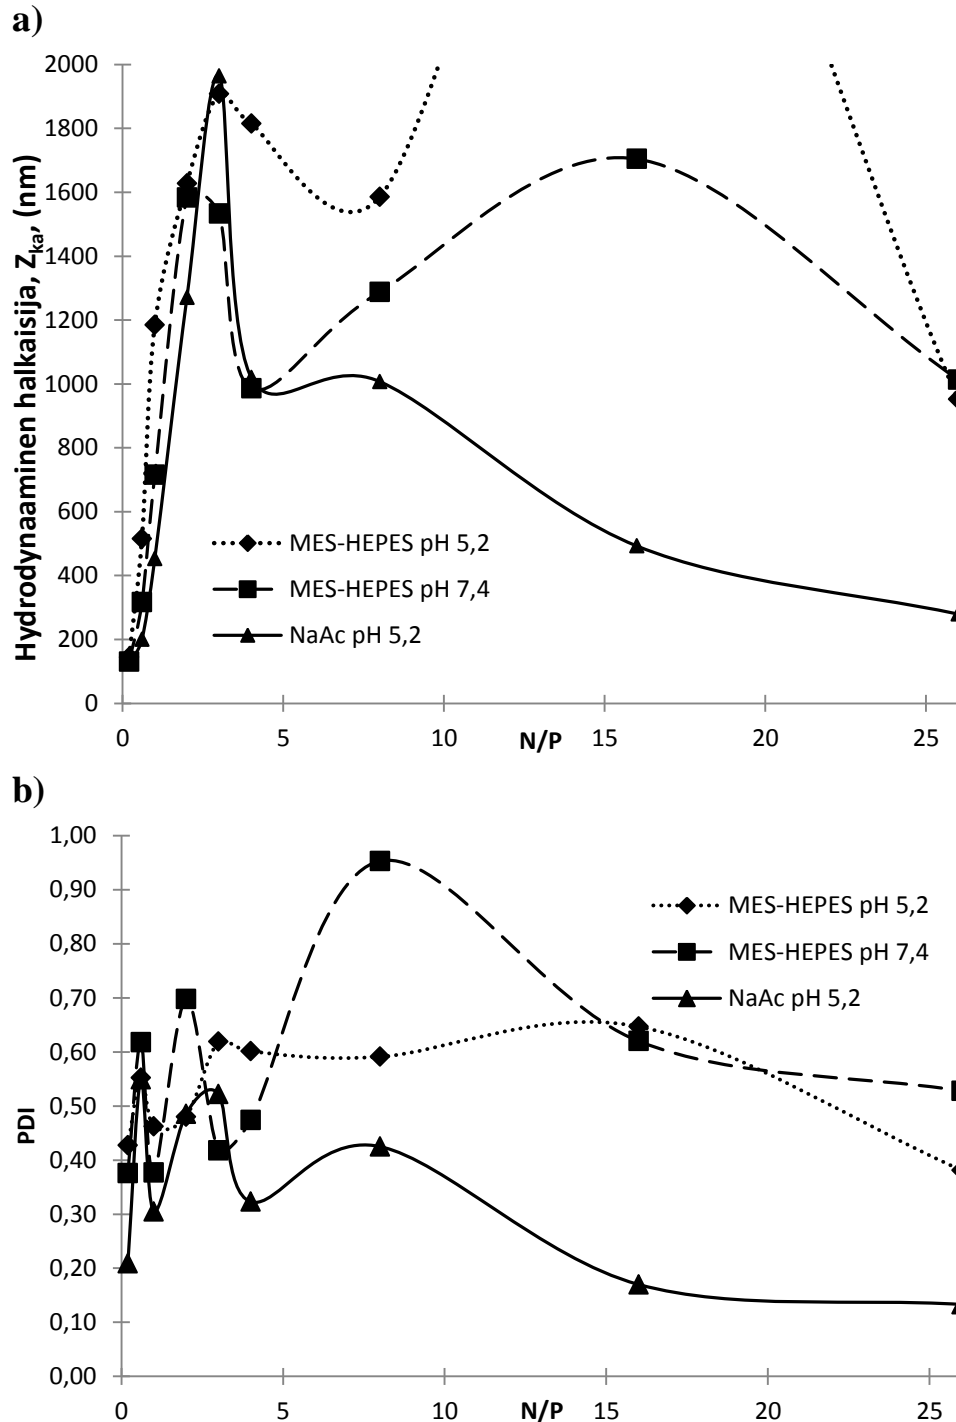 a)
Hydrodynaaminen halkaisija, Zka, (nm)
2000
1800
1600
1400
1200
1000
800
600
400
200
0
MES-HEPES pH 5,2
MES-HEPES pH 7,4
NaAc pH 5,2
0 5 10 15 20 25
N/P
b)
PDI
1,00
0,90
0,80
0,70
0,60
0,50
0,40
0,30
0,20
0,10
0,00
MES-HEPES pH 5,2
MES-HEPES pH 7,4
NaAc pH 5,2
0 5 10 15 20 25
N/P